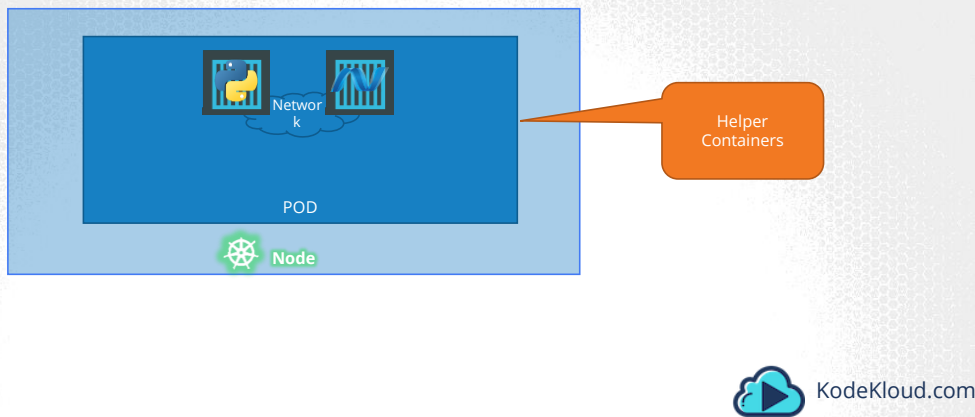 Networ
k
Helper
Containers
POD
Node
KodeKloud.com